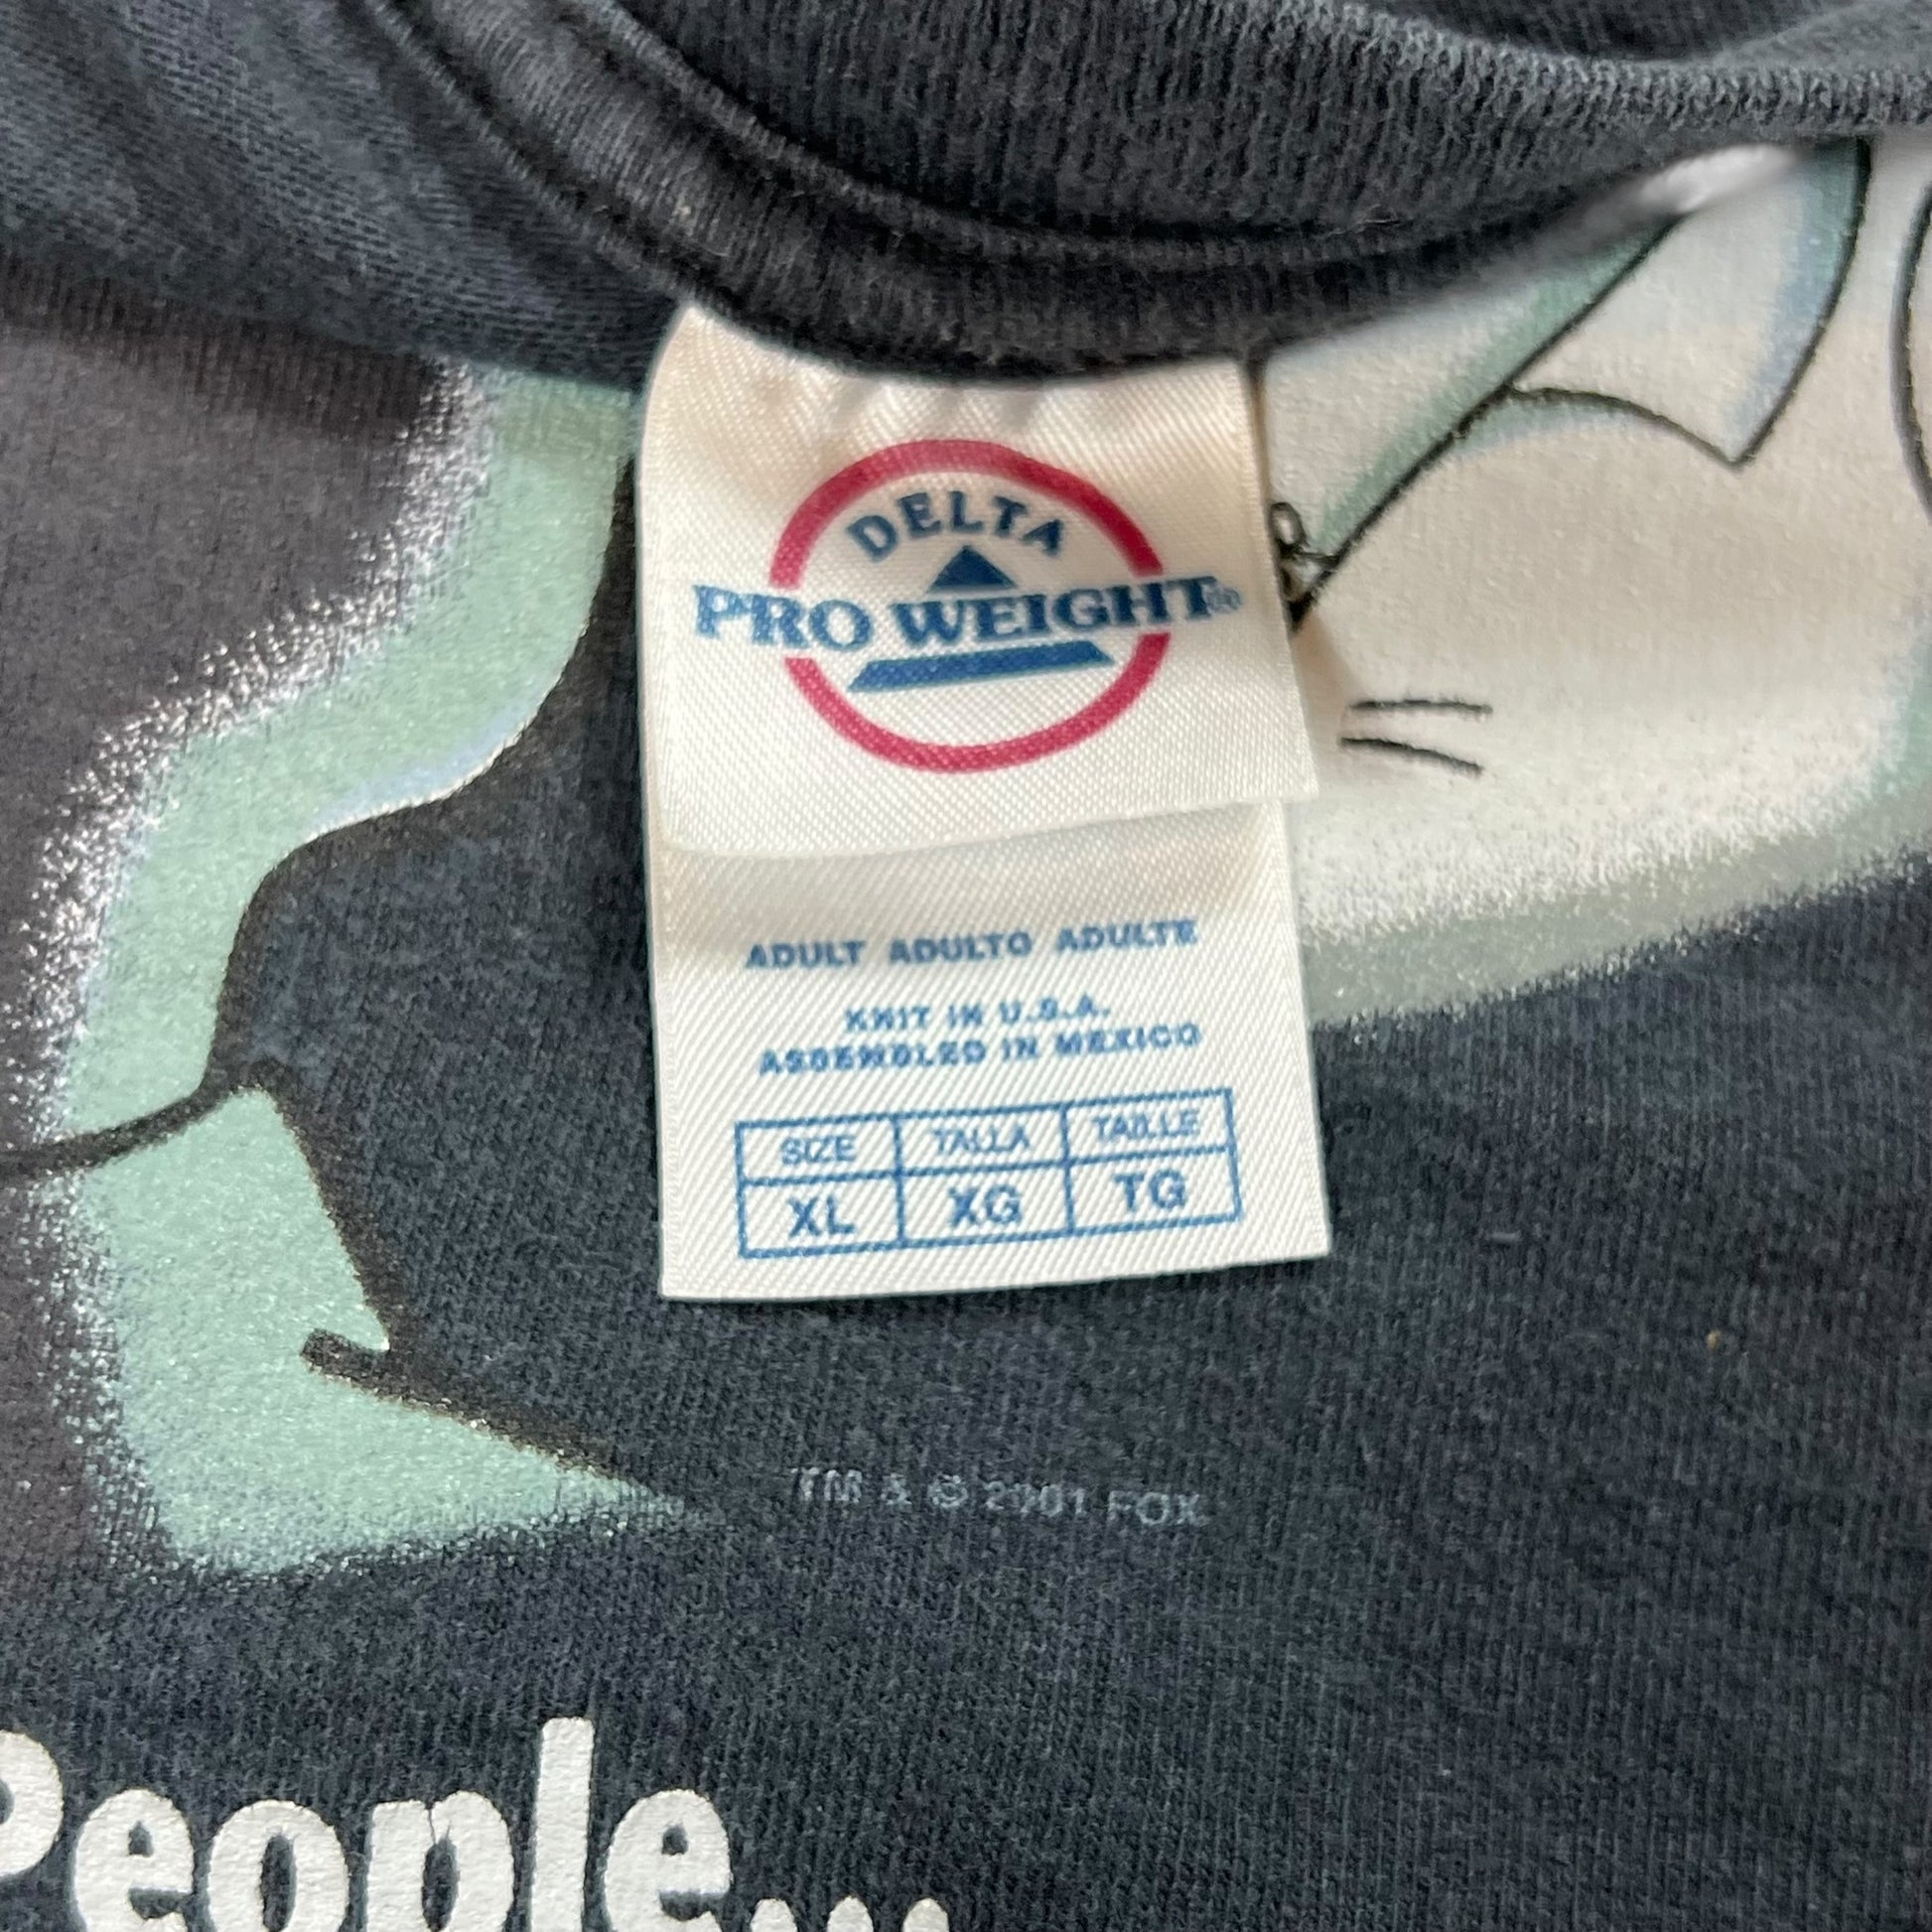 DELTA
PRO WEIGHT®
ADULT ADULTO ADULTE
KNIT IN U.S.A.
ASSEMBLED IN MEXICO
SIZE TALLA TAILLE
XL XG TG
TM & © 2001 FOX
People...